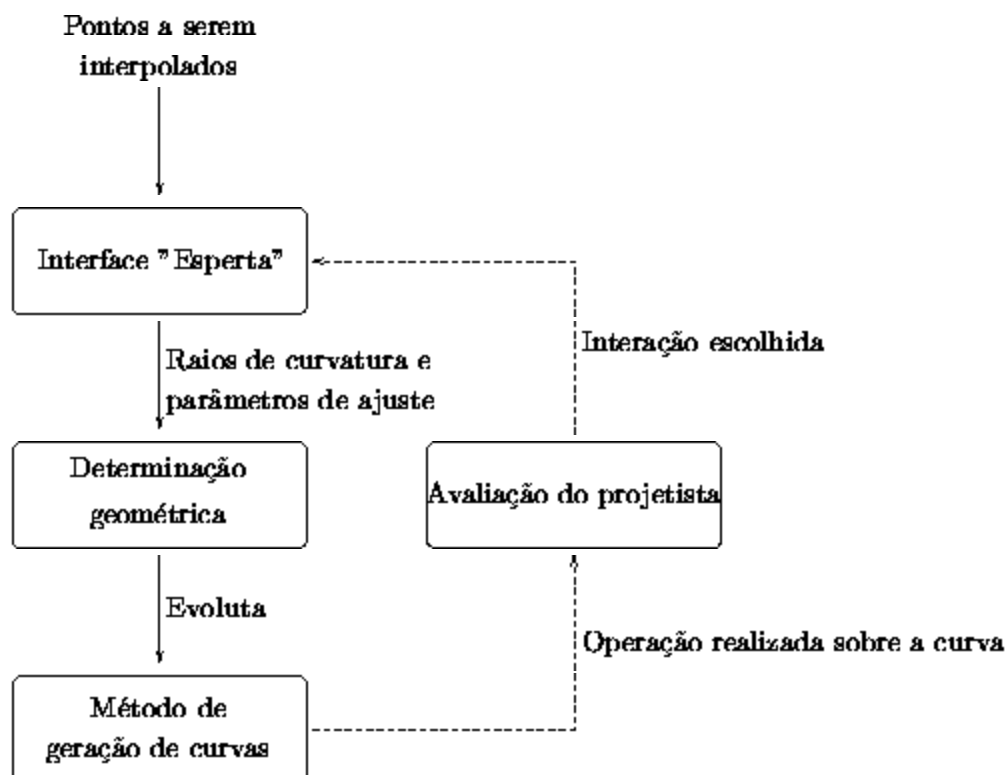 Pontos a serem
interpolados
Interface "Esperta"
Interação escolhida
Raios de curvatura e
parâmetros de ajuste
Determinação
geométrica
Avaliação do projetista
Evoluta
Operação realizada sobre a curva
Método de
geração de curvas